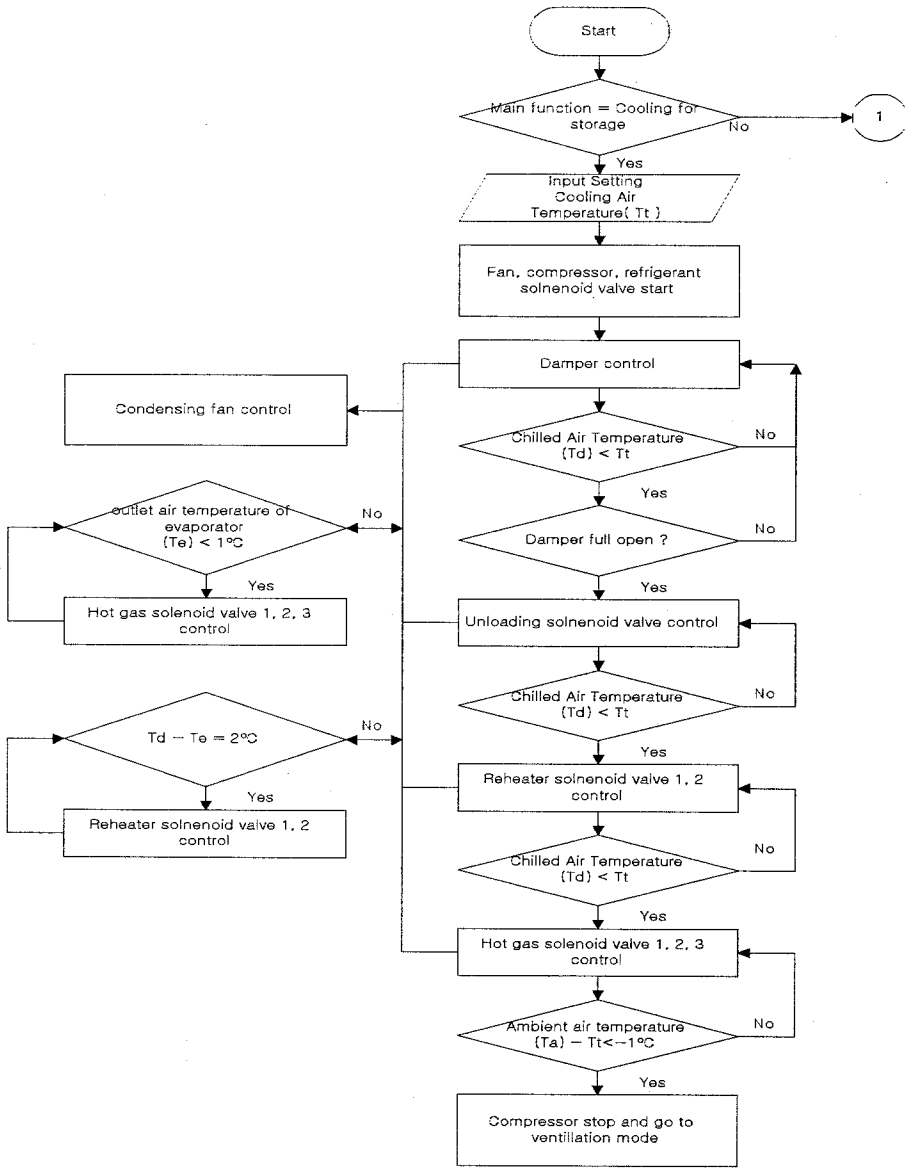 Start
Main function = Cooling for
storage
No
1
Yes
Input Setting
Cooling Air
Temperature( Tt )
Fan, compressor, refrigerant
solnenoid valve start
Damper control
Condensing fan control
Chilled Air Temperature
(Td) < Tt
No
Yes
outlet air temperature of
evaporator
(Te) < 1°C
No
Yes
Damper full open ?
No
Yes
Hot gas solenoid valve 1, 2, 3
control
Unloading solnenoid valve control
Chilled Air Temperature
(Td) < Tt
No
Yes
Td - Te = 2°C
No
Yes
Reheater solnenoid valve 1, 2
control
Reheater solnenoid valve 1, 2
control
Chilled Air Temperature
(Td) < Tt
No
Yes
Hot gas solenoid valve 1, 2, 3
control
Ambient air temperature
(Ta) - Tt<-1°C
No
Yes
Compressor stop and go to
ventillation mode